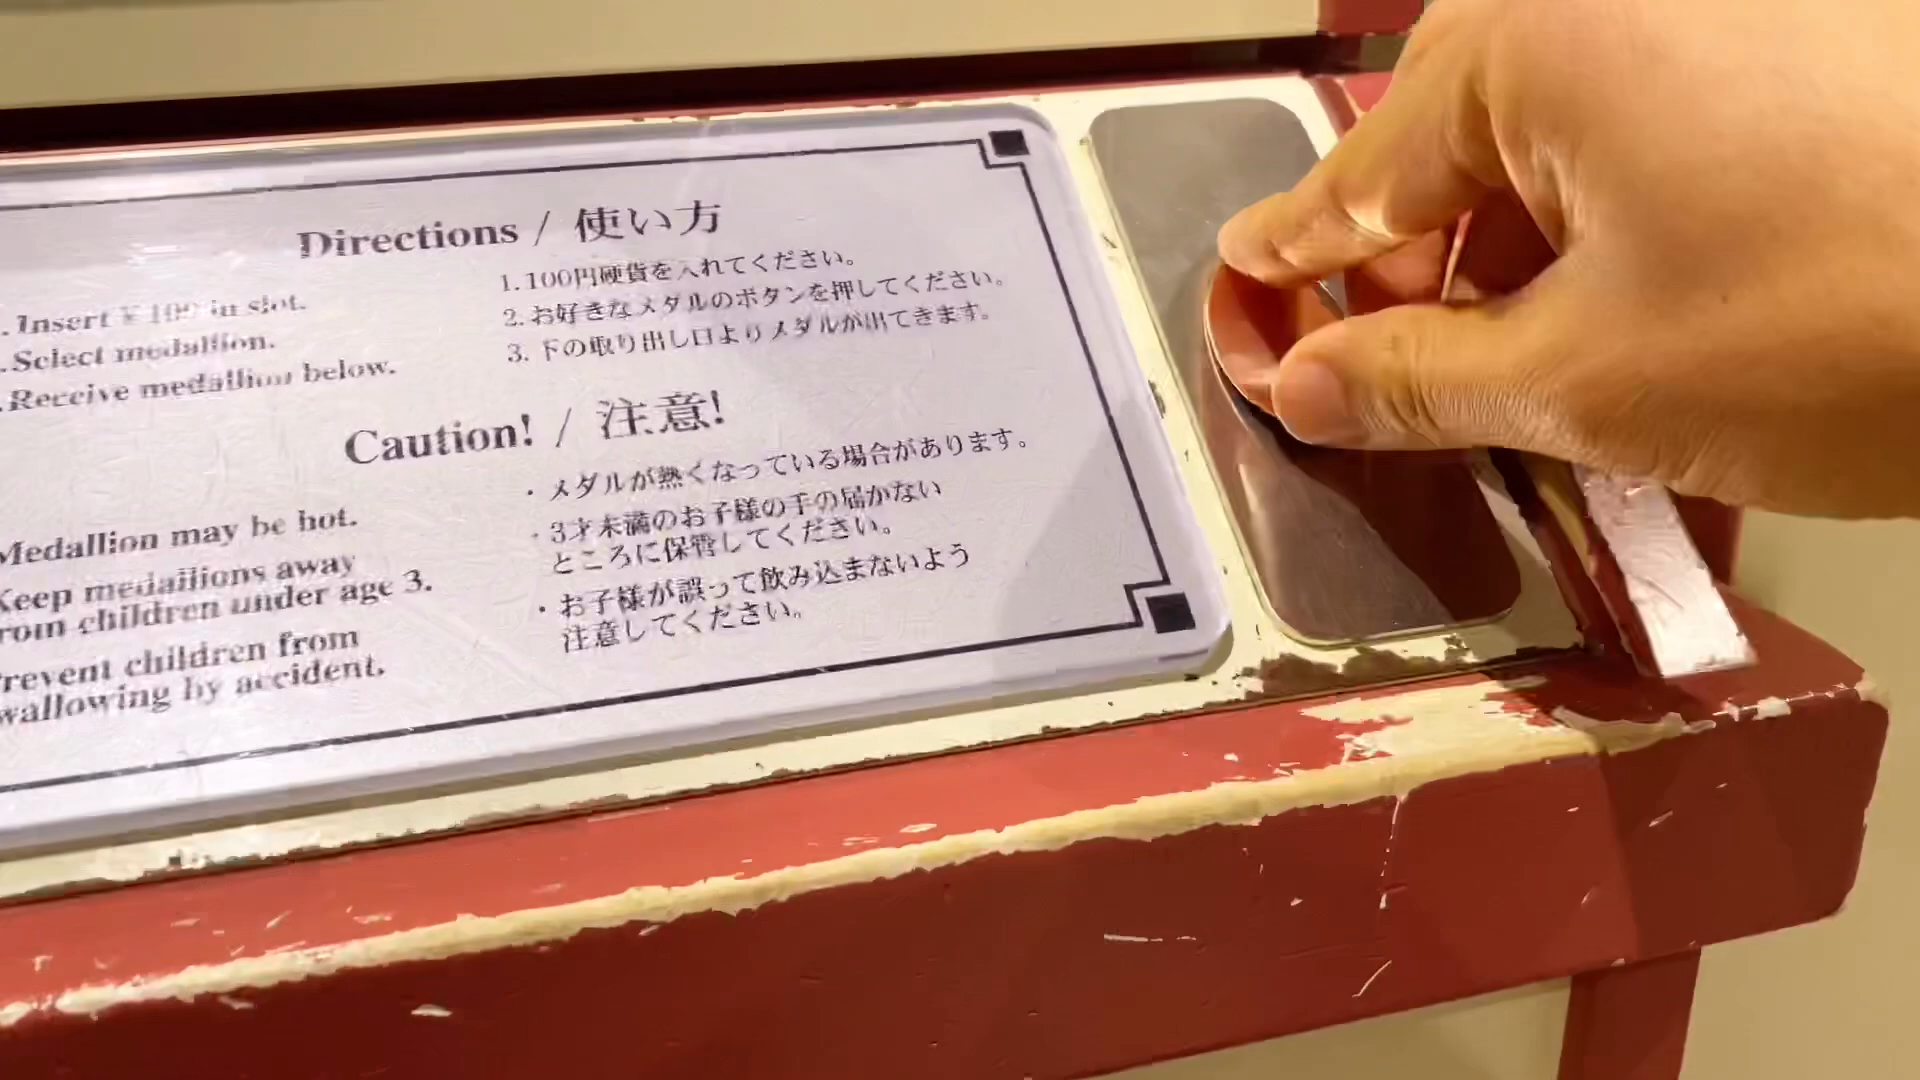 Directions / 使い方
.Insert ¥100 in slot.
.Select medallion.
.Receive medallion below.
1.100円硬貨を入れてください。
2.お好きなメダルのボタンを押してください。
3.下の取り出し口よりメダルが出てきます。
Caution! / 注意!
Medallion may be hot.
Keep medallions away
rom children under age 3.
revent children from
wallowing by accident.
・メダルが熱くなっている場合があります。
・3才未満のお子様の手の届かない
ところに保管してください。
・お子様が誤って飲み込まないよう
注意してください。